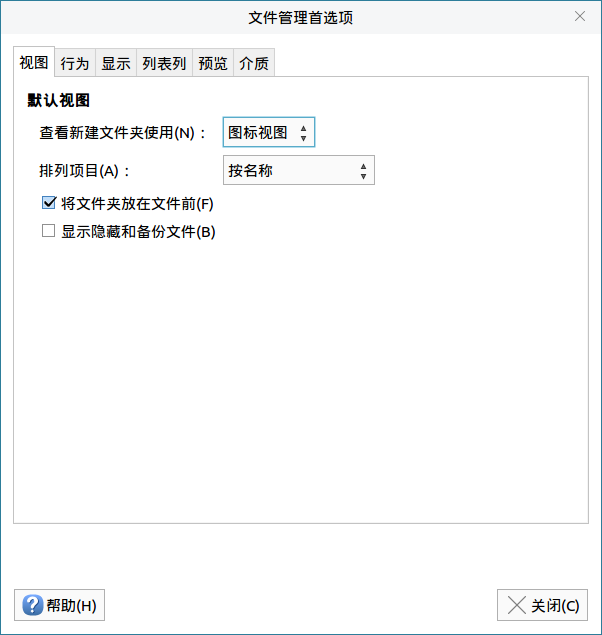 文件管理首选项
视图 行为 显示 列表列 预览 介质
默认视图
查看新建文件夹使用(N)： 图标视图
排列项目(A)： 按名称
将文件夹放在文件前(F)
显示隐藏和备份文件(B)
帮助(H) 关闭(C)